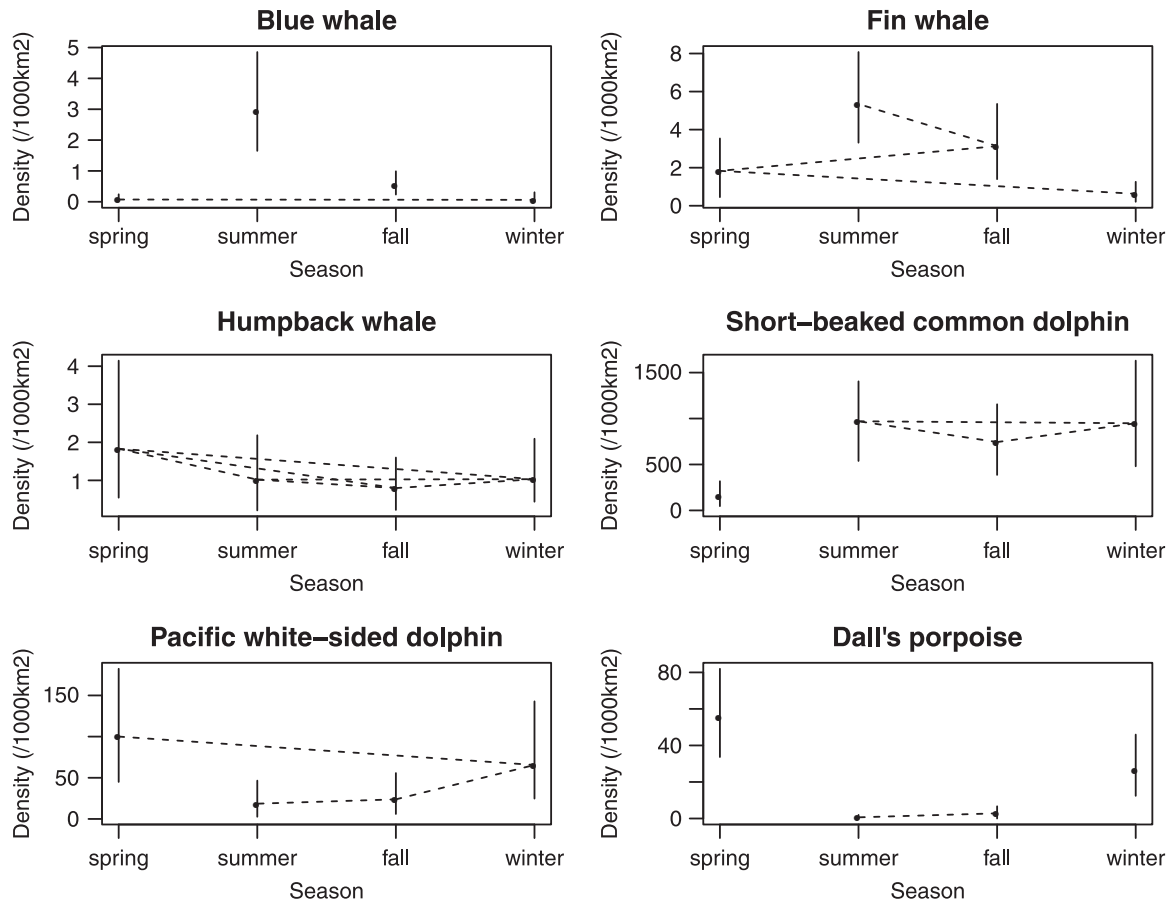 Blue whale
Density (/1000km2)
5
4
3
2
1
0
spring summer fall winter
Season
Fin whale
Density (/1000km2)
8
6
4
2
0
spring summer fall winter
Season
Humpback whale
Density (/1000km2)
4
3
2
1
spring summer fall winter
Season
Short−beaked common dolphin
Density (/1000km2)
1500
500
0
spring summer fall winter
Season
Pacific white−sided dolphin
Density (/1000km2)
150
50
0
spring summer fall winter
Season
Dall's porpoise
Density (/1000km2)
80
40
0
spring summer fall winter
Season